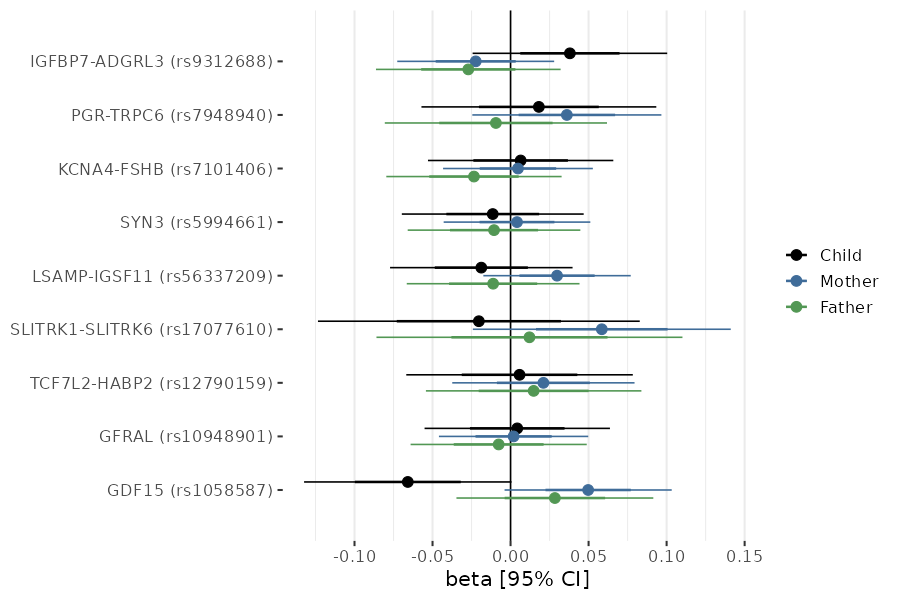 IGFBP7-ADGRL3 (rs9312688)
PGR-TRPC6 (rs7948940)
KCNA4-FSHB (rs7101406)
SYN3 (rs5994661)
LSAMP-IGSF11 (rs56337209)
SLITRK1-SLITRK6 (rs17077610)
TCF7L2-HABP2 (rs12790159)
GFRAL (rs10948901)
GDF15 (rs1058587)
-0.10 -0.05 0.00 0.05 0.10 0.15
beta [95% CI]
Child
Mother
Father